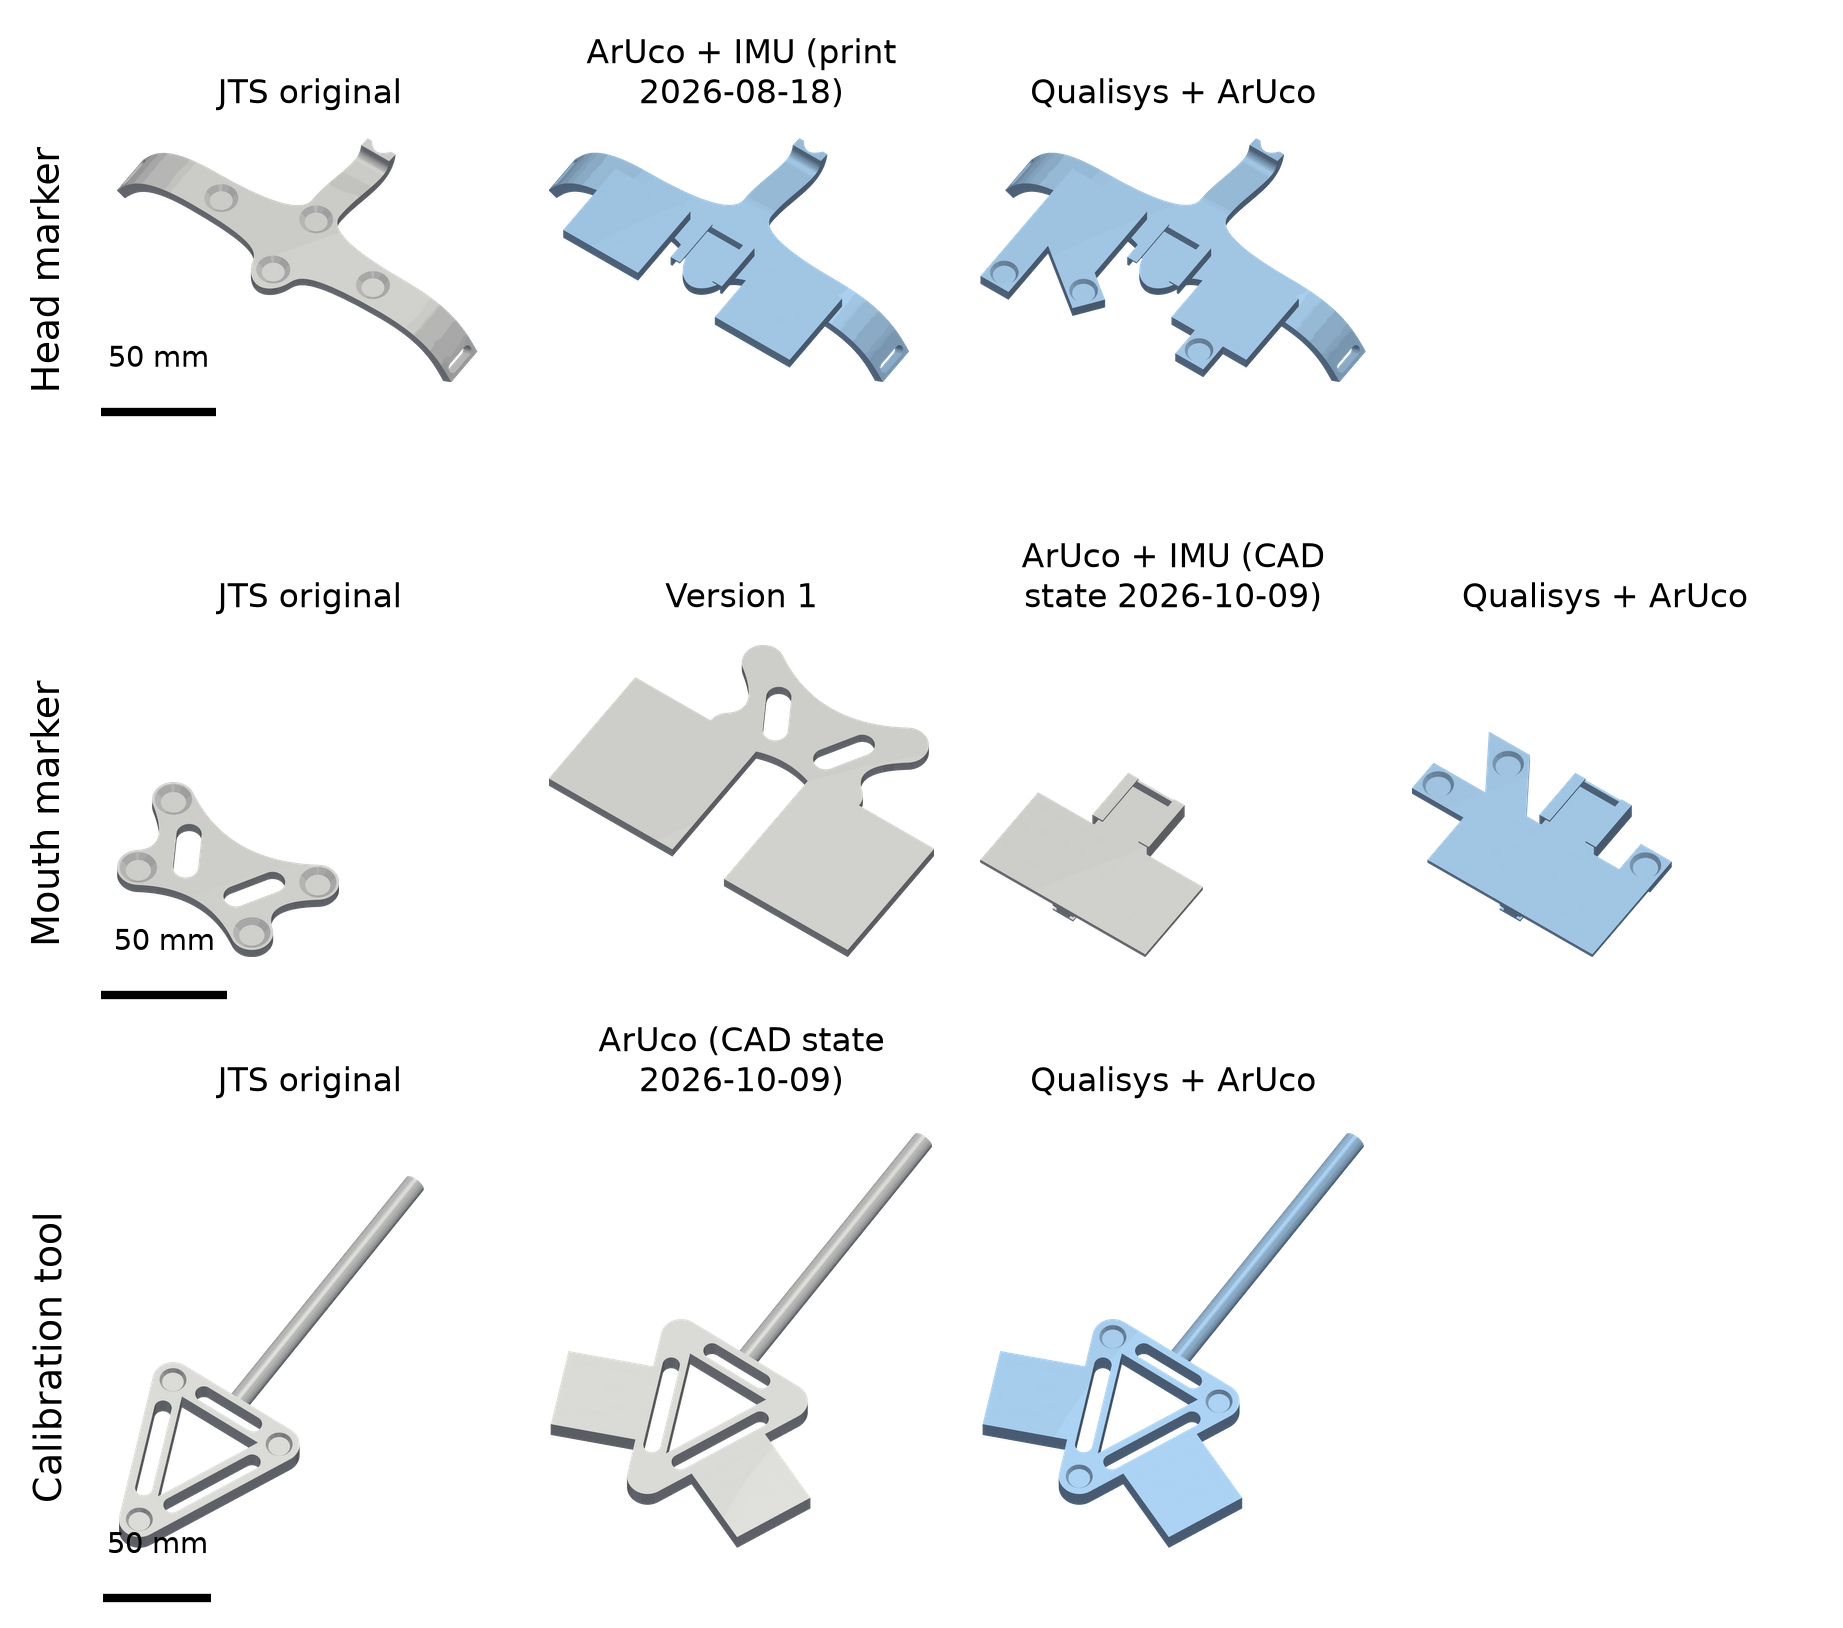 ArUco + IMU (print
JTS original
2026-08-18)
Qualisys + ArUco
Head marker
50 mm
ArUco + IMU (CAD
JTS original
Version 1
state 2026-10-09)
Qualisys + ArUco
Mouth marker
50 mm
ArUco (CAD state
JTS original
2026-10-09)
Qualisys + ArUco
Calibration tool
50 mm